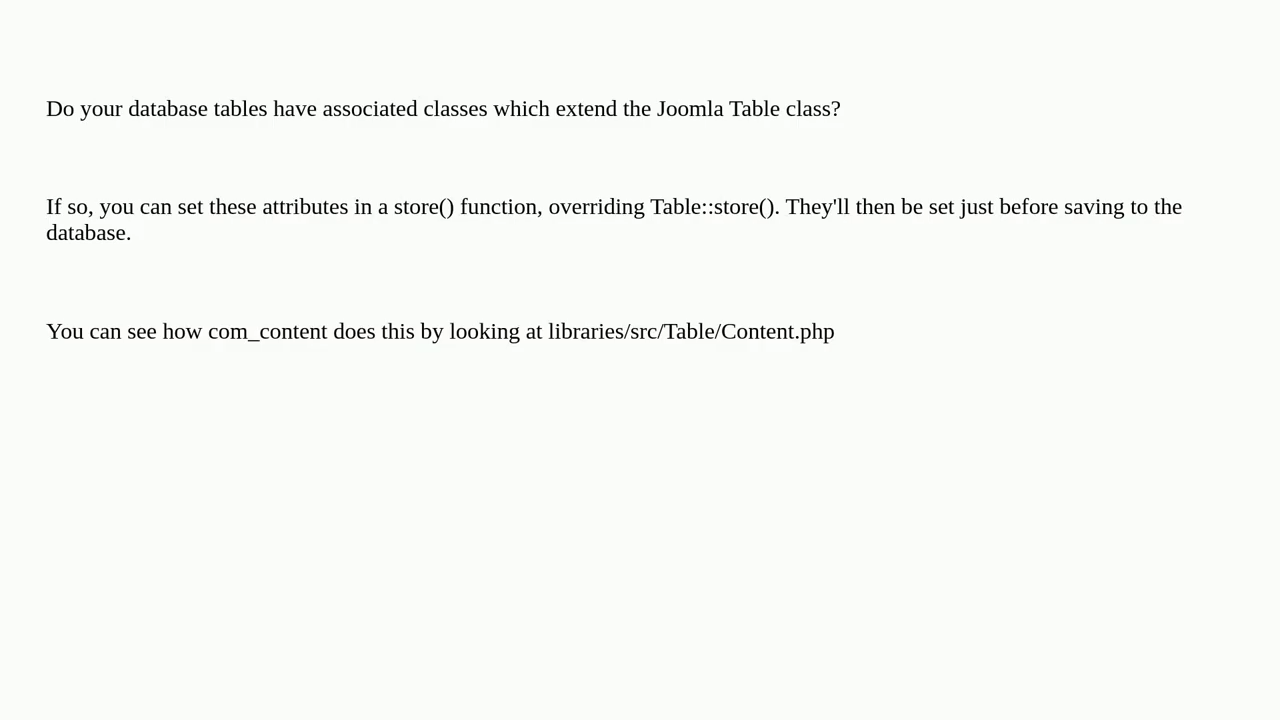 Do your database tables have associated classes which extend the Joomla Table class?
If so, you can set these attributes in a store() function, overriding Table::store(). They'll then be set just before saving to the
database.
You can see how com_content does this by looking at libraries/src/Table/Content.php